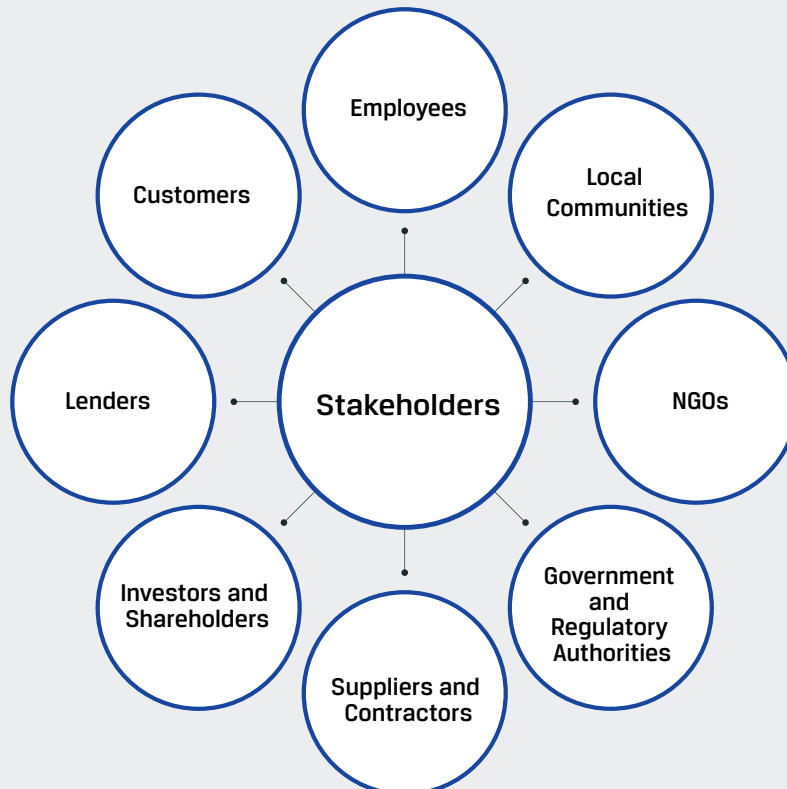 Employees
Customers
Local
Communities
Lenders
Stakeholders
NGOs
Investors and
Shareholders
Government
and
Regulatory
Authorities
Suppliers and
Contractors